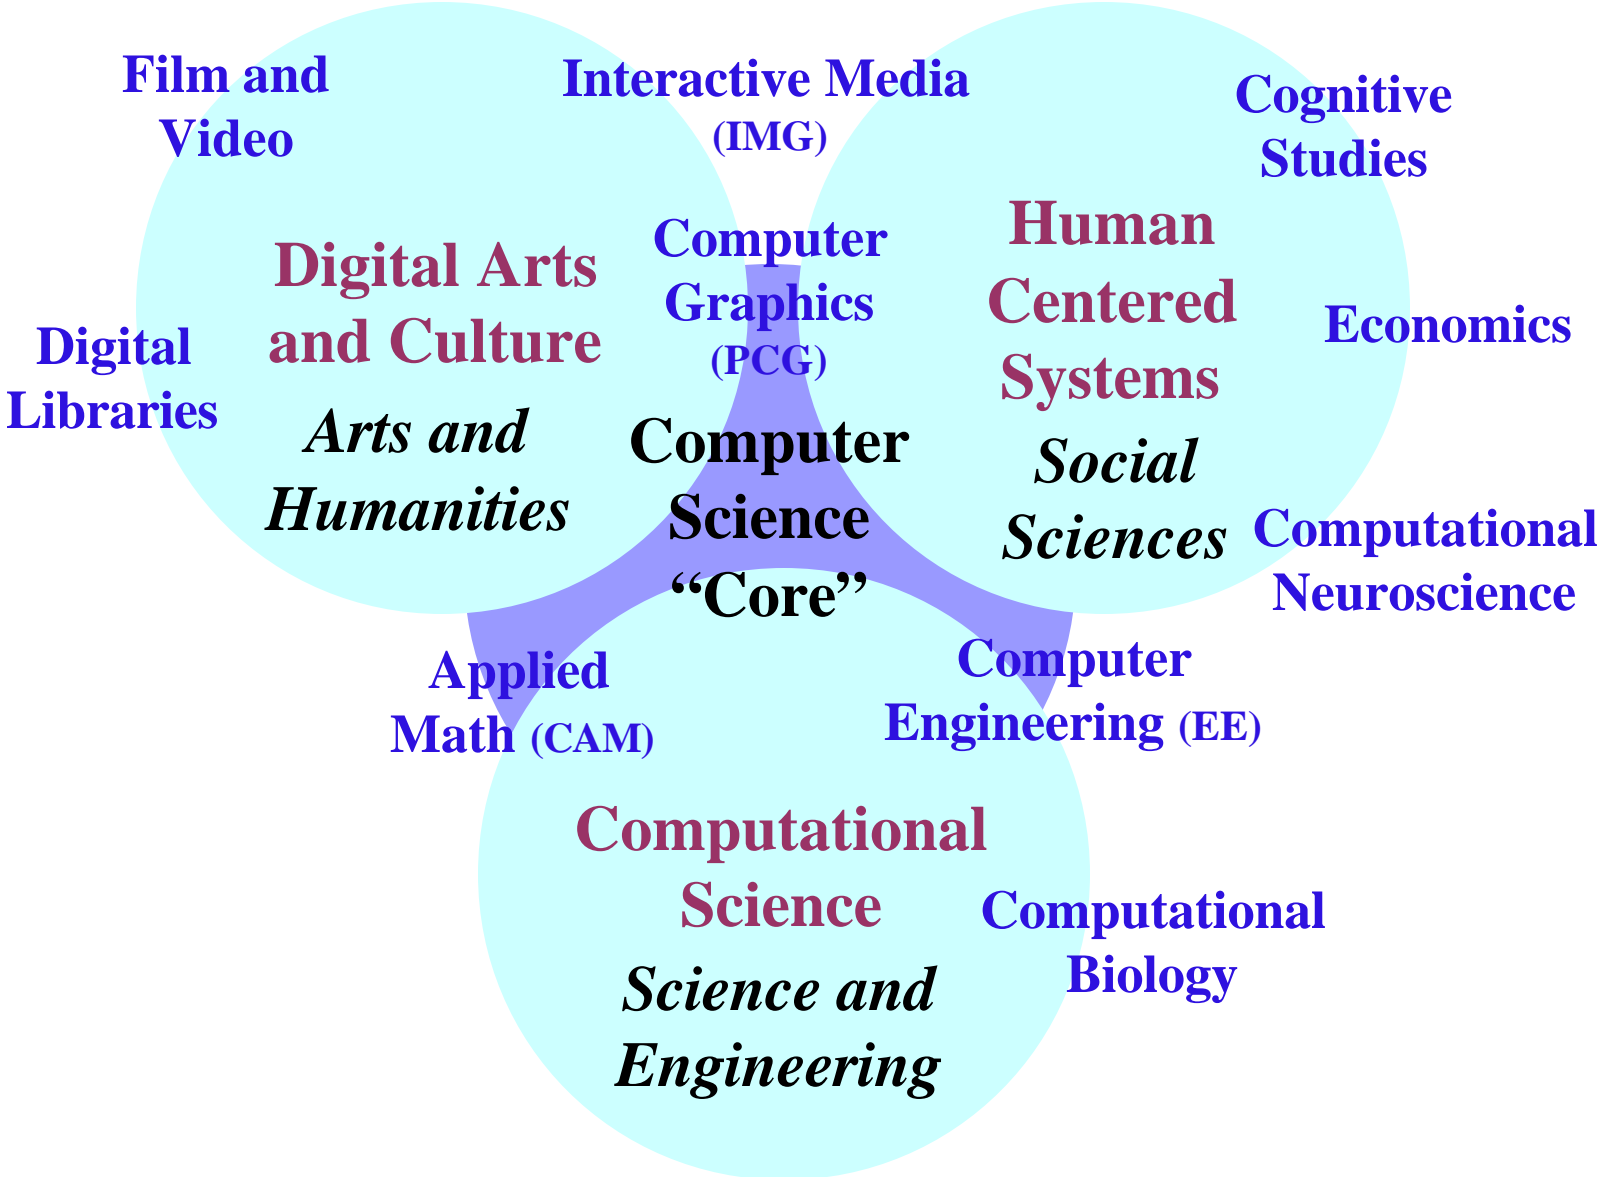 Film and
Video
Interactive Media
(IMG)
Cognitive
Studies
Digital Arts
and Culture
Arts and
Humanities
Digital
Libraries
Computer
Graphics
(PCG)
Human
Centered
Systems
Social
Sciences
Economics
Computer
Science
“Core”
Computational
Neuroscience
Applied
Math (CAM)
Computer
Engineering (EE)
Computational
Science
Science and
Engineering
Computational
Biology